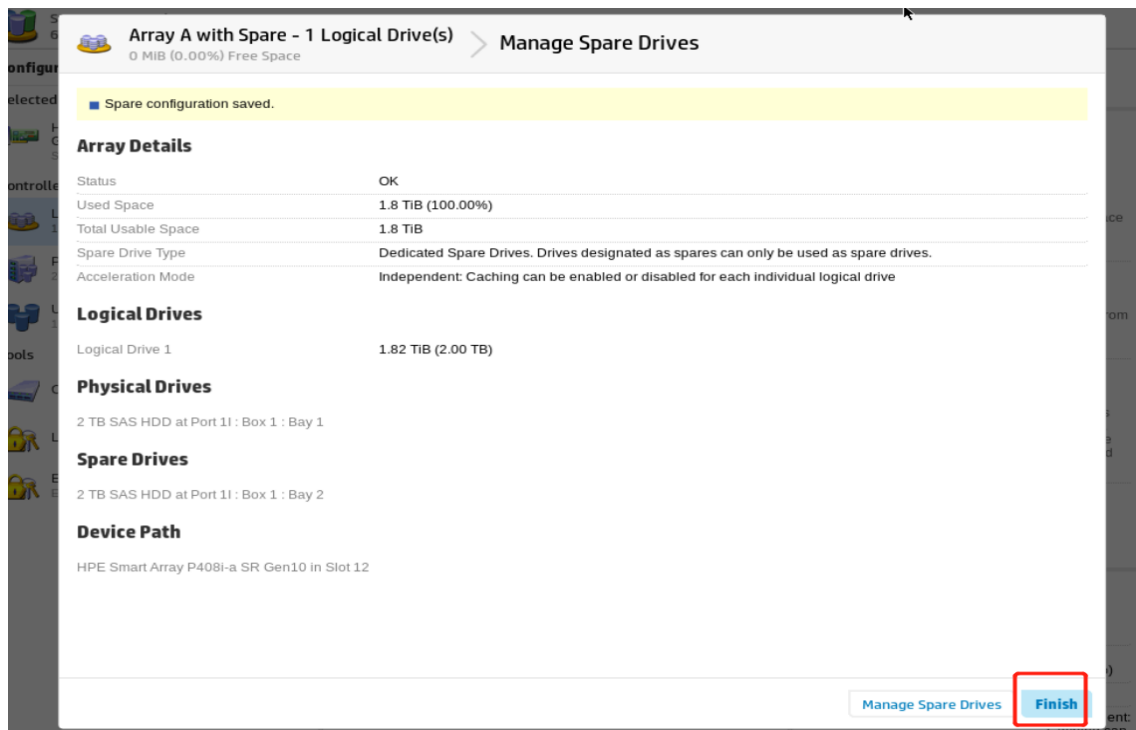 Array A with Spare - 1 Logical Drive(s)
0 MiB (0.00%) Free Space
Manage Spare Drives
Spare configuration saved.
Array Details
Status OK
Used Space 1.8 TiB (100.00%)
Total Usable Space 1.8 TiB
Spare Drive Type Dedicated Spare Drives. Drives designated as spares can only be used as spare drives.
Acceleration Mode Independent: Caching can be enabled or disabled for each individual logical drive
Logical Drives
Logical Drive 1 1.82 TiB (2.00 TB)
Physical Drives
2 TB SAS HDD at Port 1I : Box 1 : Bay 1
Spare Drives
2 TB SAS HDD at Port 1I : Box 1 : Bay 2
Device Path
HPE Smart Array P408i-a SR Gen10 in Slot 12
Manage Spare Drives
Finish